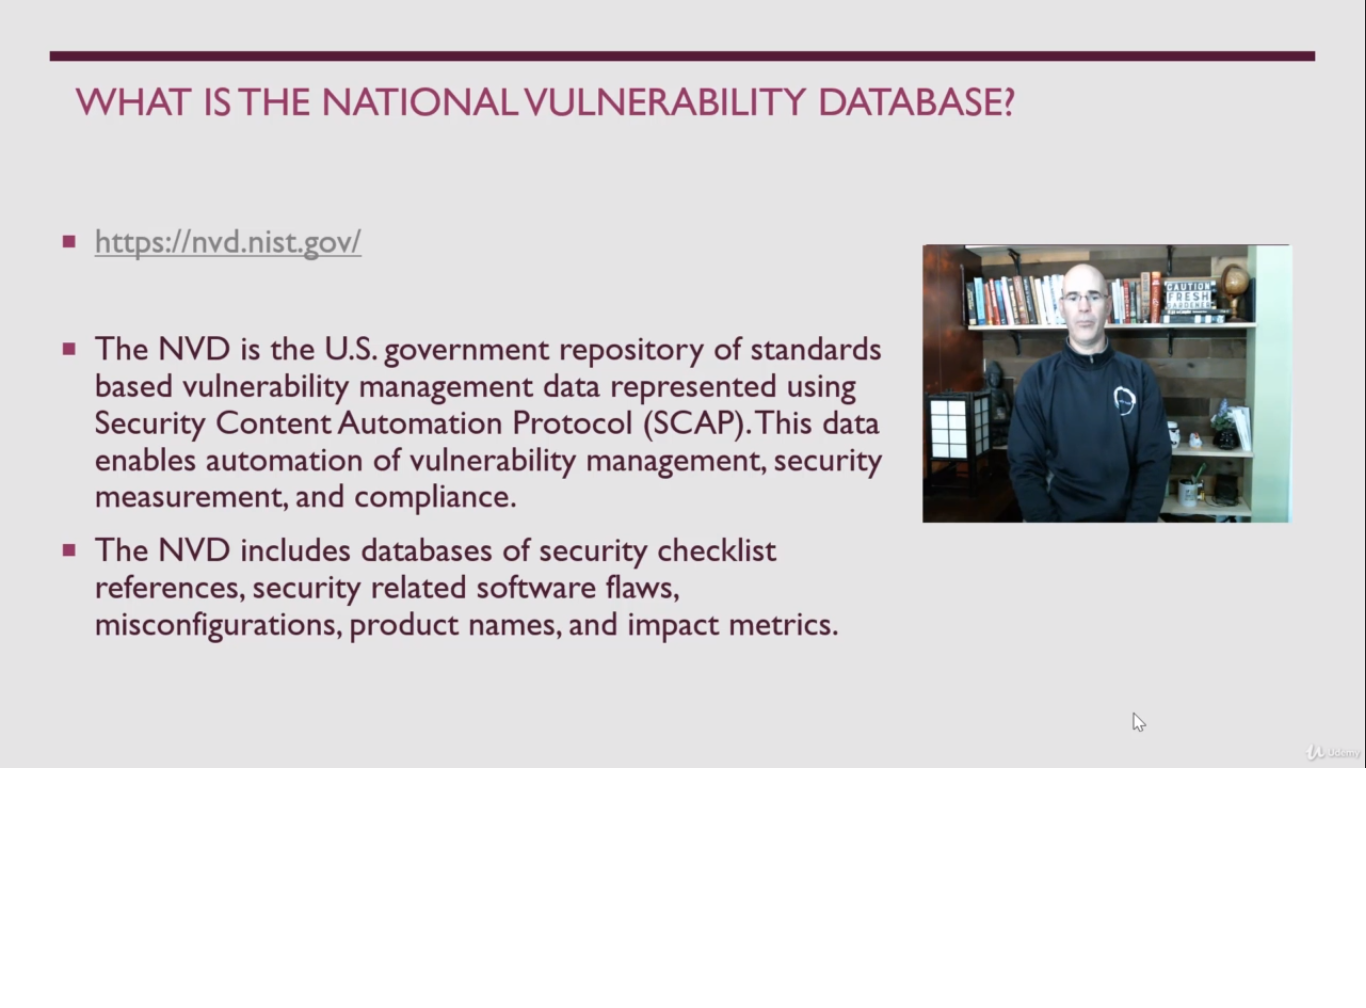 WHAT IS THE NATIONAL VULNERABILITY DATABASE?
https://nvd.nist.gov/
The NVD is the U.S. government repository of standards
based vulnerability management data represented using
Security Content Automation Protocol (SCAP). This data
enables automation of vulnerability management, security
measurement, and compliance.
The NVD includes databases of security checklist
references, security related software flaws,
misconfigurations, product names, and impact metrics.
CAUTION
FRESH
GARDENER
Udemy